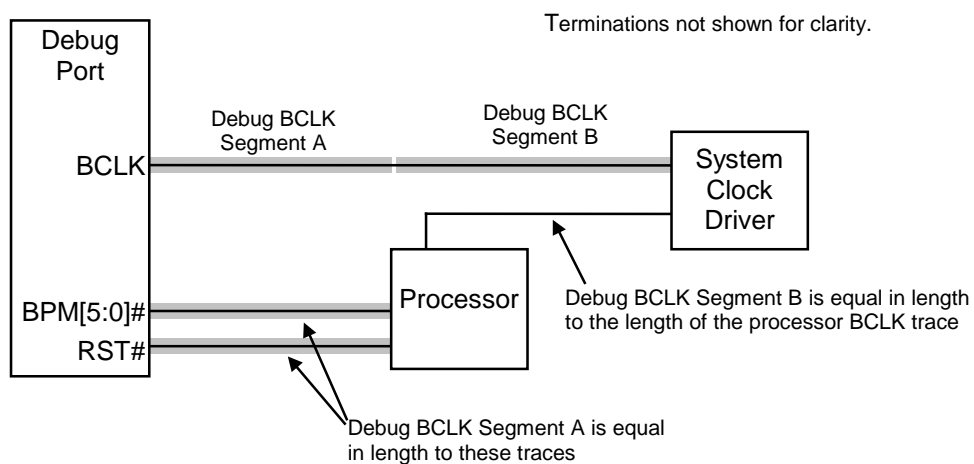 Terminations not shown for clarity.
Debug
Port
Debug BCLK
Segment A
Debug BCLK
Segment B
BCLK
System
Clock
Driver
Processor
BPM[5:0]#
RST#
Debug BCLK Segment B is equal in length
to the length of the processor BCLK trace
Debug BCLK Segment A is equal
in length to these traces